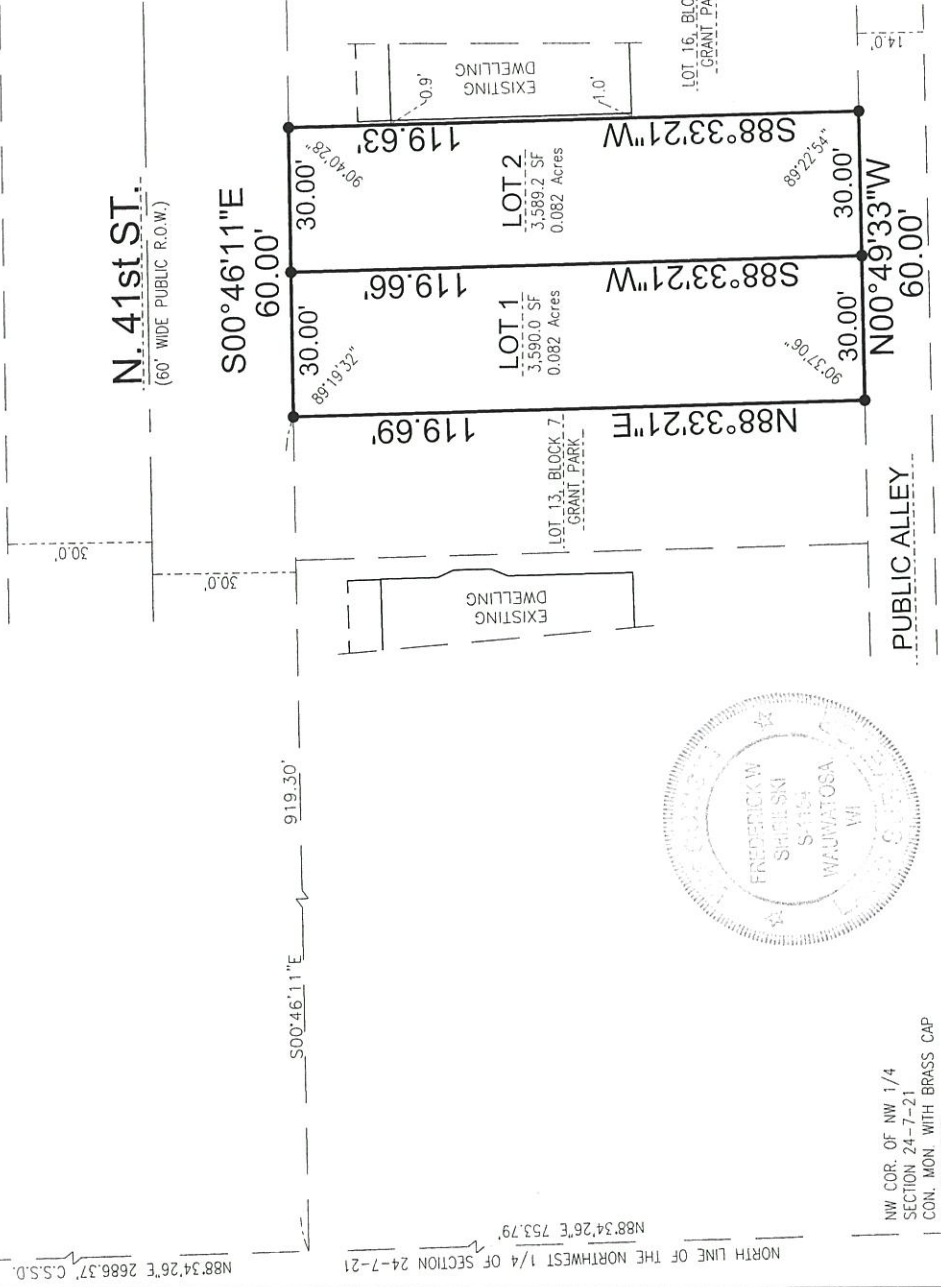 N. 41st ST.
(60' WIDE PUBLIC R.O.W.)
S00°46'11"E
60.00'
30.00'
30.00'
89°19'32"
90°40'28"
119.69'
N88°33'21"E
119.66'
S88°33'21"W
119.63'
S88°33'21"W
LOT 1
3,590.0 SF
0.082 Acres
LOT 2
3,589.2 SF
0.082 Acres
90°37'06"
89°22'54"
30.00'
30.00'
N00°49'33"W
60.00'
EXISTING
DWELLING
0.9'
1.0'
LOT 16, BLO
GRANT PA
14.0'
LOT 13, BLOCK 7
GRANT PARK
EXISTING
DWELLING
30.0'
30.0'
PUBLIC ALLEY
S00°46'11"E
919.30'
N88°34'26"E 2686.37' C.S.S.D.
N88°34'26"E 753.79'
NORTH LINE OF THE NORTHWEST 1/4 OF SECTION 24-7-21
FREDERICK W
WAUWATOSA
WI
NW COR. OF NW 1/4
SECTION 24-7-21
CON. MON. WITH BRASS CAP